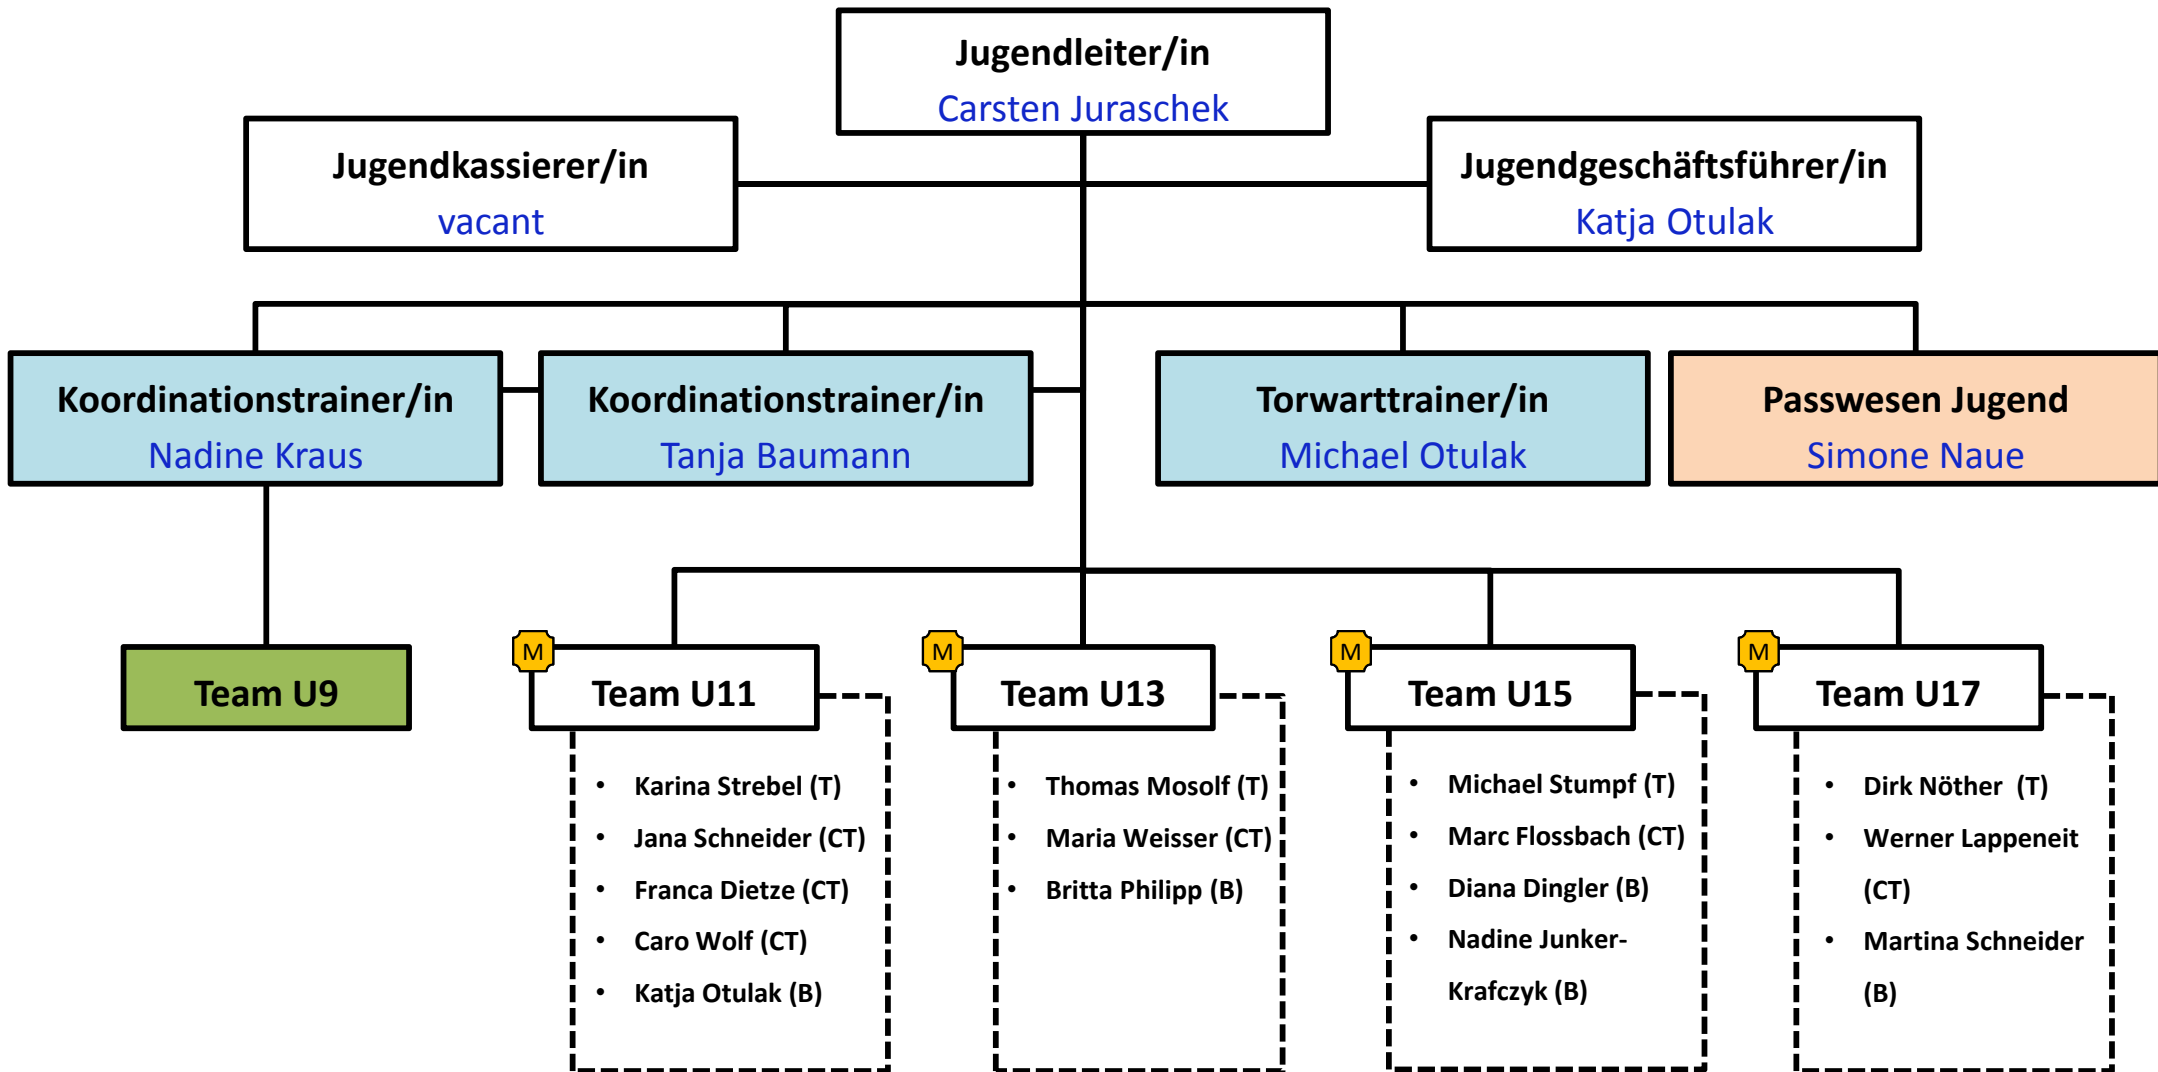 Jugendleiter/in
Carsten Juraschek
Jugendkassierer/in
vacant
Jugendgeschäftsführer/in
Katja Otulak
Koordinationstrainer/in
Nadine Kraus
Koordinationstrainer/in
Tanja Baumann
Torwarttrainer/in
Michael Otulak
Passwesen Jugend
Simone Naue
Team U9
M
Team U11
• Karina Strebel (T)
• Jana Schneider (CT)
• Franca Dietze (CT)
• Caro Wolf (CT)
• Katja Otulak (B)
M
Team U13
• Thomas Mosolf (T)
• Maria Weisser (CT)
• Britta Philipp (B)
M
Team U15
• Michael Stumpf (T)
• Marc Flossbach (CT)
• Diana Dingler (B)
• Nadine Junker-
Krafczyk (B)
M
Team U17
• Dirk Nöther (T)
• Werner Lappeneit
(CT)
• Martina Schneider
(B)